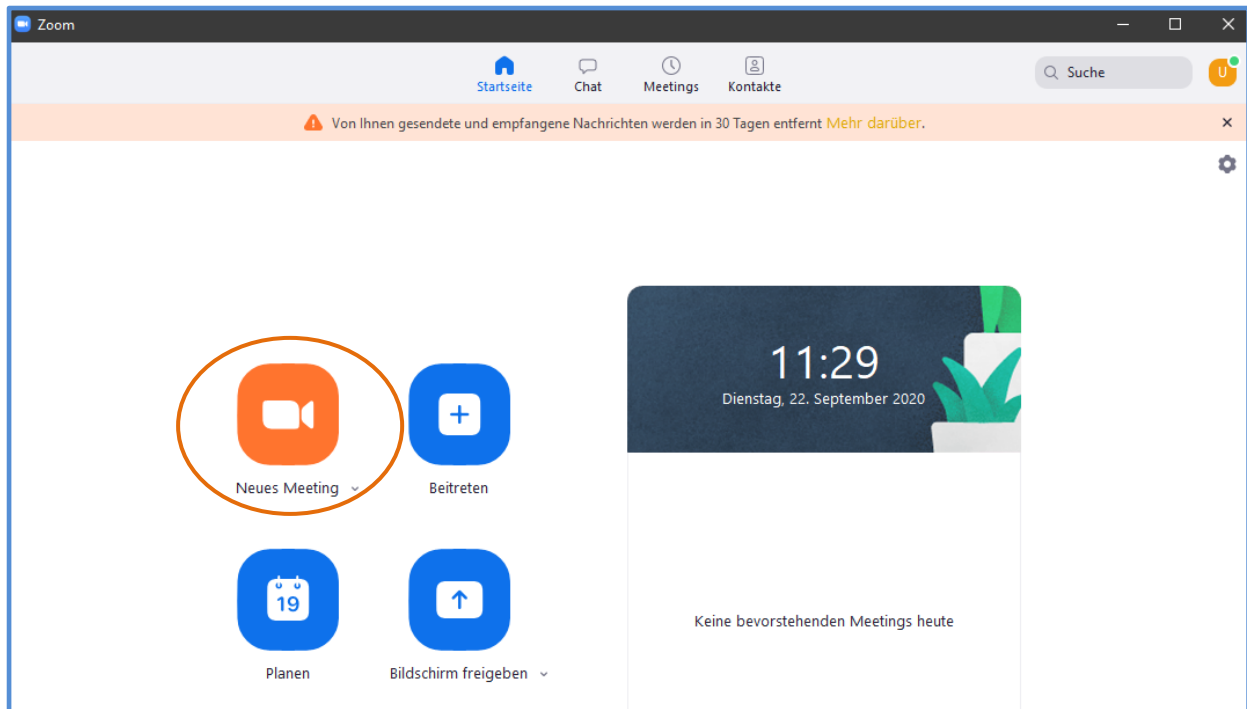 Zoom
Startseite Chat Meetings Kontakte
Suche
U
Von Ihnen gesendete und empfangene Nachrichten werden in 30 Tagen entfernt Mehr darüber.
11:29
Dienstag, 22. September 2020
Neues Meeting Beitreten
19
Planen Bildschirm freigeben
Keine bevorstehenden Meetings heute